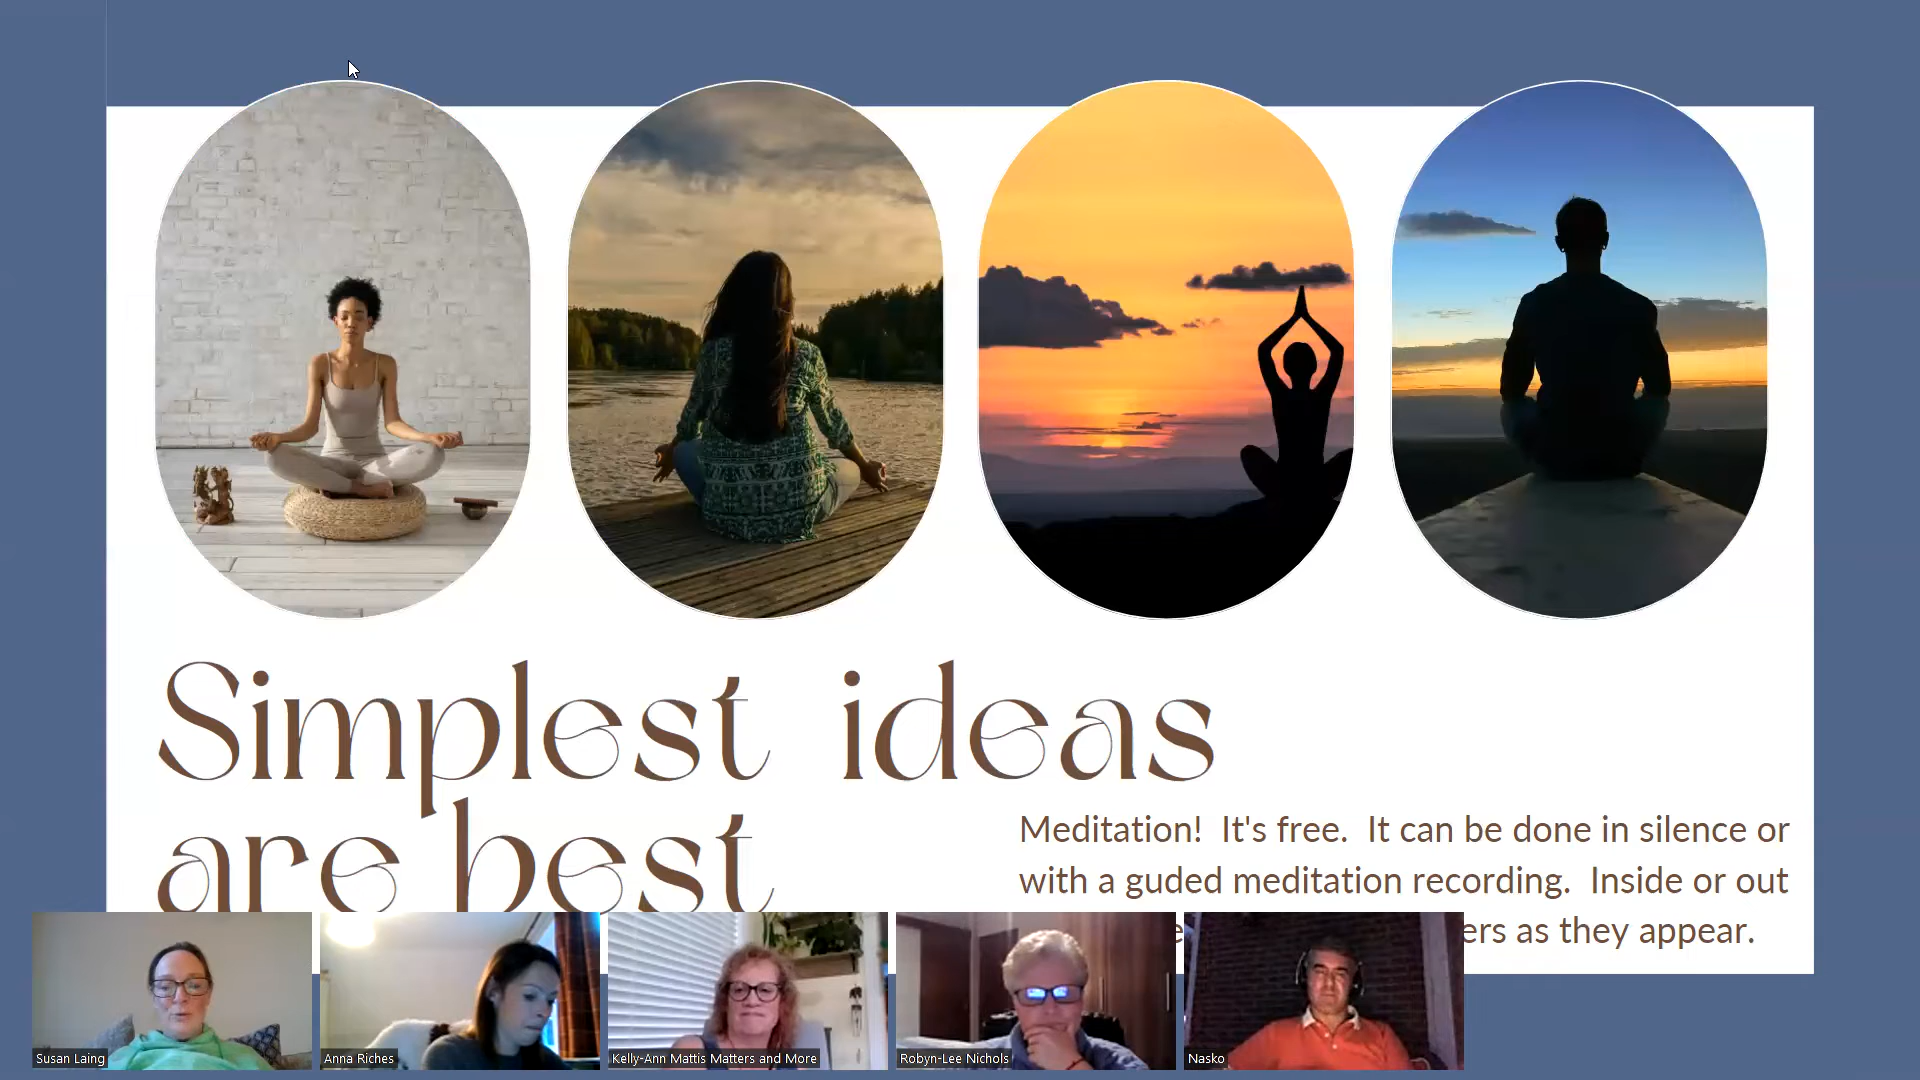 Simplest ideas
are best
Meditation! It's free. It can be done in silence or
with a guded meditation recording. Inside or out
as they appear.
Susan Laing
Anna Riches
Kelly-Ann Mattis Matters and More
Robyn-Lee Nichols
Nasko